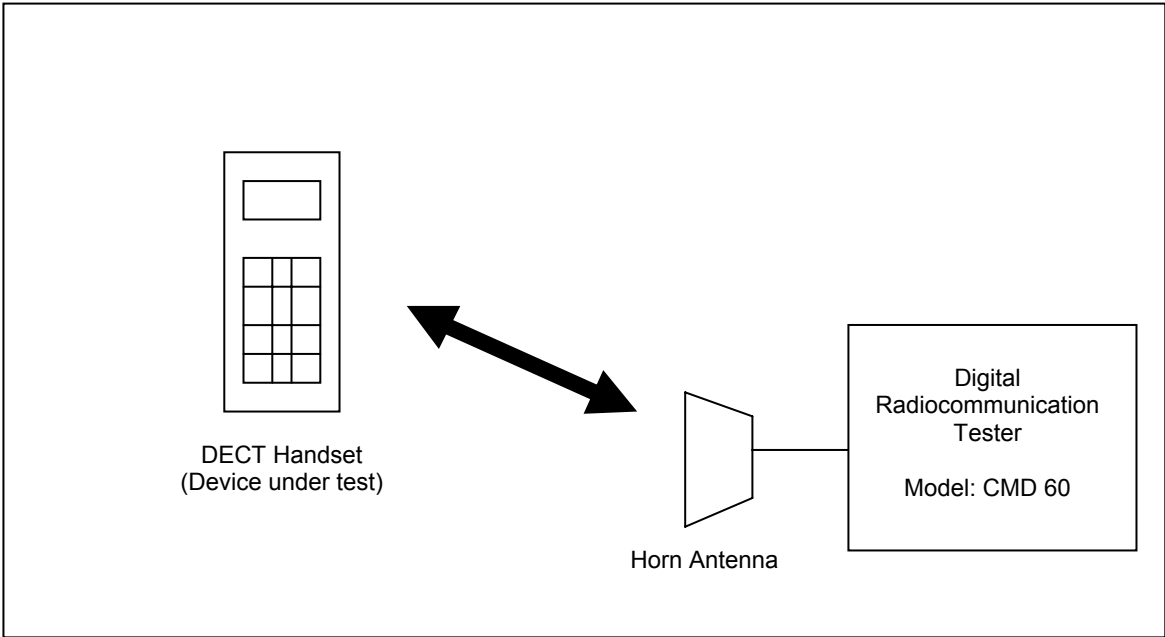 DECT Handset
(Device under test)
Horn Antenna
Digital
Radiocommunication
Tester
Model: CMD 60